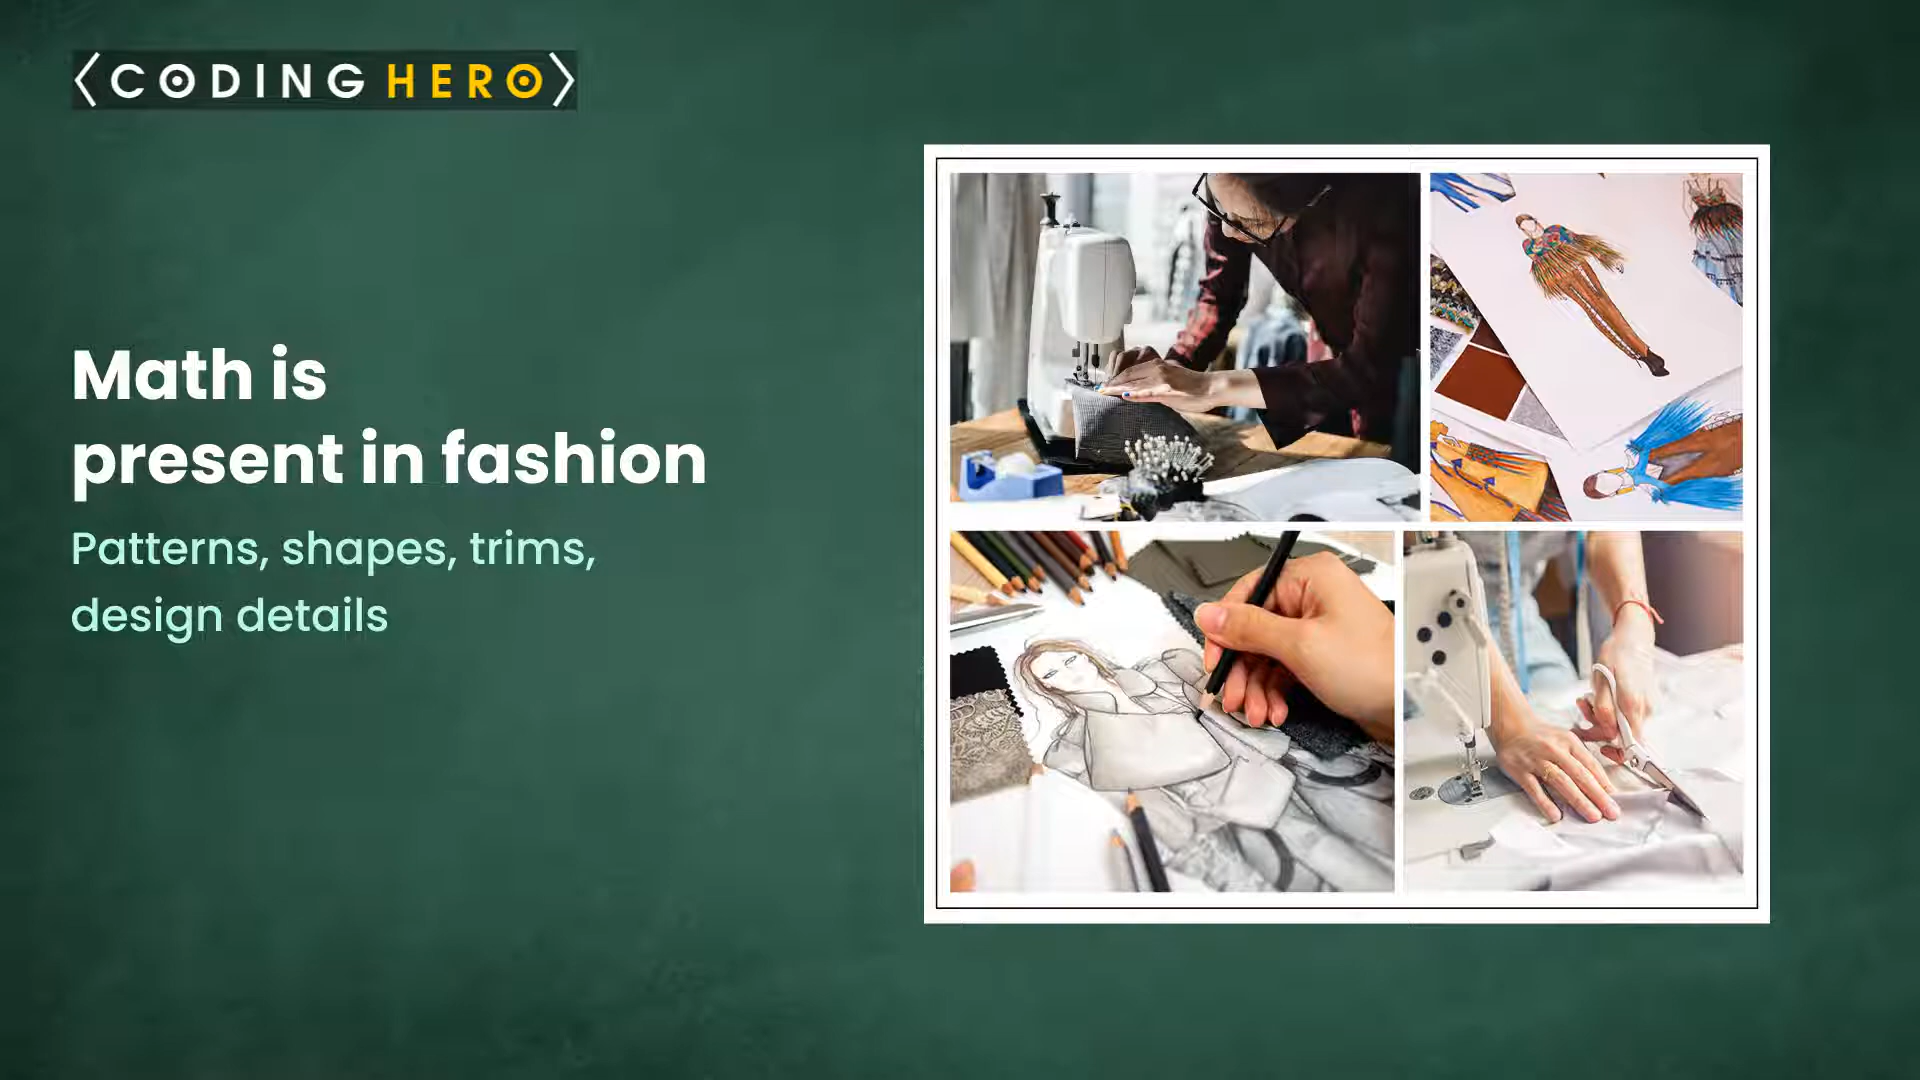 CODING HERO
Math is
present in fashion
Patterns, shapes, trims,
design details